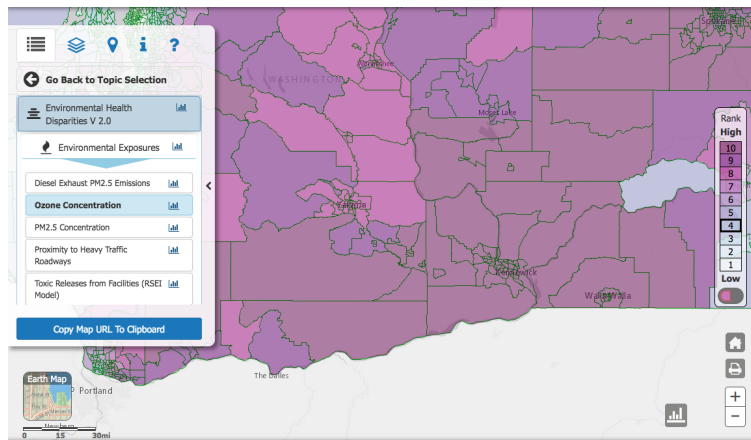 ?
Go Back to Topic Selection
Environmental Health
Disparities V 2.0
Environmental Exposures
Diesel Exhaust PM2.5 Emissions
Ozone Concentration
PM2.5 Concentration
Proximity to Heavy Traffic
Roadways
Toxic Releases from Facilities (RSEI
Model)
Copy Map URL To Clipboard
WASHINGTON
Wenatchee
Moses Lake
Spokane
Yakima
Kennewick
Walla Walla
The Dalles
Portland
Newberg
Earth Map
0 15 30mi
Rank
High
10
9
8
7
6
5
4
3
2
1
Low
+
−